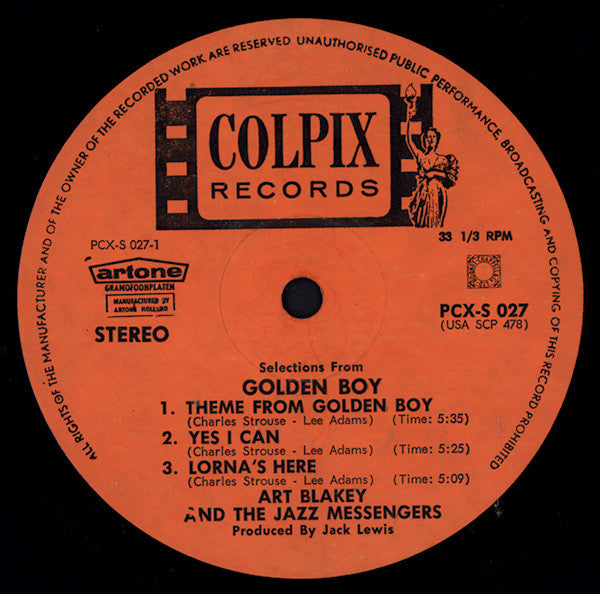 ALL RIGHTS OF THE MANUFACTURER AND OF THE OWNER OF THE RECORDED WORK ARE RESERVED UNAUTHORISED PUBLIC PERFORMANCE, BROADCASTING AND COPYING OF THIS RECORD PROHIBITED
COLPIX
RECORDS
33 1/3 RPM
PCX-S 027-1
artone
GRAMOFOONPLATEN
MANUFACTURED BY
ARTONE HOLLAND
STEREO
PCX-S 027
(USA SCP 478)
Selections From
GOLDEN BOY
1. THEME FROM GOLDEN BOY
(Charles Strouse - Lee Adams) (Time: 5:35)
2. YES I CAN
(Charles Strouse - Lee Adams) (Time: 5:25)
3. LORNA'S HERE
(Charles Strouse - Lee Adams) (Time: 5:09)
ART BLAKEY
AND THE JAZZ MESSENGERS
Produced By Jack Lewis